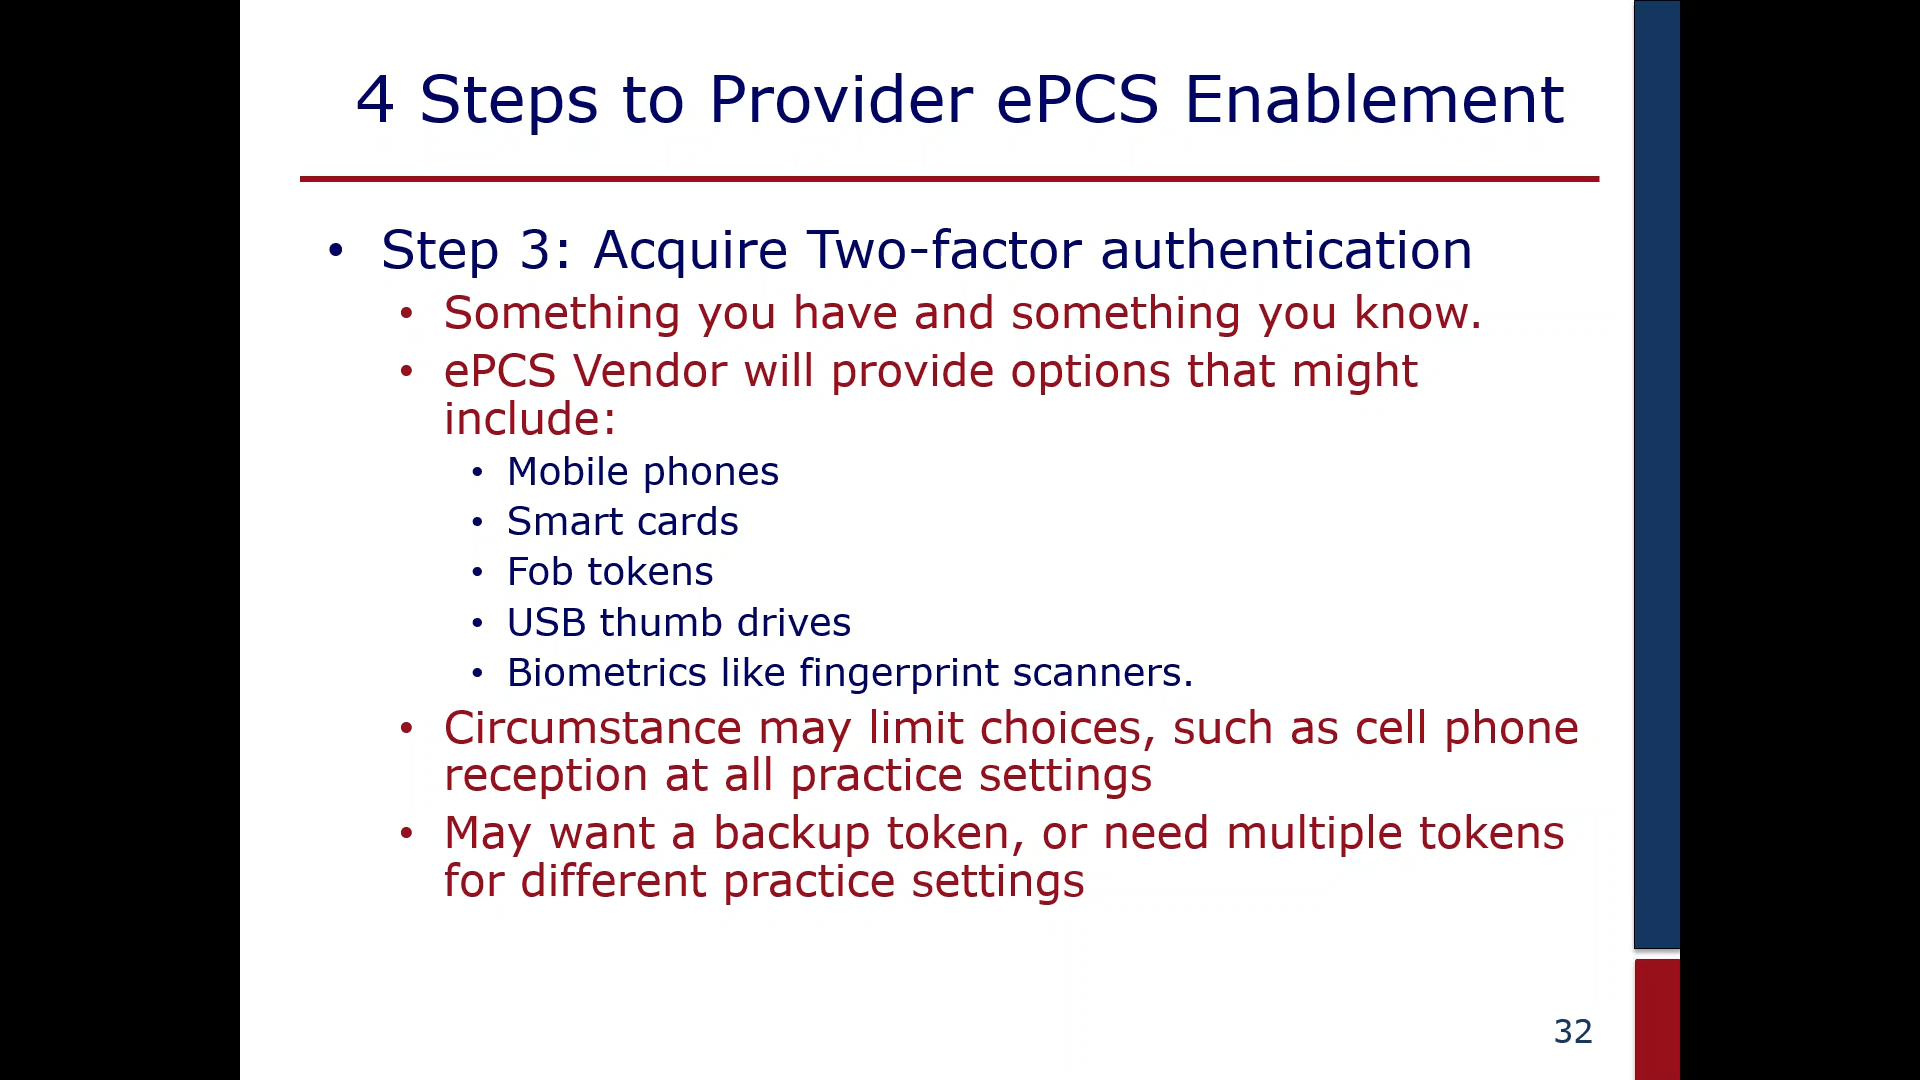 4 Steps to Provider ePCS Enablement
• Step 3: Acquire Two-factor authentication
• Something you have and something you know.
• ePCS Vendor will provide options that might
include:
• Mobile phones
• Smart cards
• Fob tokens
• USB thumb drives
• Biometrics like fingerprint scanners.
• Circumstance may limit choices, such as cell phone
reception at all practice settings
• May want a backup token, or need multiple tokens
for different practice settings
32